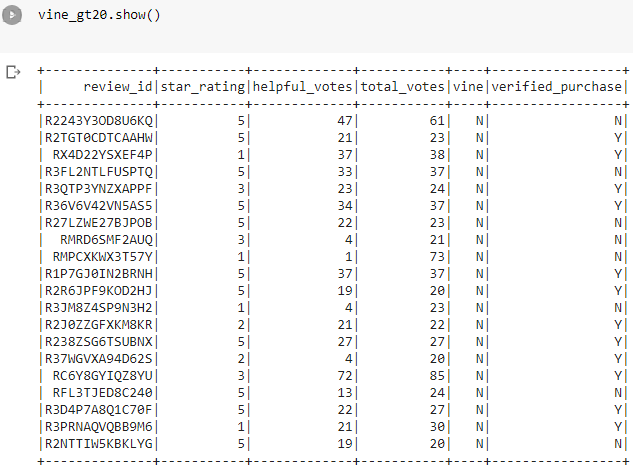 vine_gt20.show()
+--------------+-----------+-------------+-----------+----+-----------------+
|     review_id|star_rating|helpful_votes|total_votes|vine|verified_purchase|
+--------------+-----------+-------------+-----------+----+-----------------+
|R2243Y3OD8U6KQ|          5|           47|         61|   N|                N|
|R2TGT0CDTCAAHW|          5|           21|         23|   N|                Y|
| RX4D22YSXEF4P|          1|           37|         38|   N|                Y|
|R3FL2NTLFUSPTQ|          5|           33|         37|   N|                N|
|R3QTP3YNZXAPPF|          3|           23|         24|   N|                Y|
|R36V6V42VN5AS5|          5|           34|         37|   N|                Y|
|R27LZWE27BJPOB|          5|           22|         23|   N|                N|
| RMRD6SMF2AUQ|          3|            4|         21|   N|                N|
| RMPCXKWX3T57Y|          1|            1|         73|   N|                N|
|R1P7GJ0IN2BRNH|          5|           37|         37|   N|                Y|
|R2R6JPF9KOD2HJ|          5|           19|         20|   N|                Y|
|R3JM8Z4SP9N3H2|          1|            4|         23|   N|                N|
|R2J0ZZGFXKM8KR|          2|           21|         22|   N|                Y|
|R238ZSG6TSUBNX|          5|           27|         27|   N|                Y|
|R37WGVXA94D62S|          2|            4|         20|   N|                Y|
| RC6Y8GYIQZ8YU|          3|           72|         85|   N|                Y|
| RFL3TJED8C240|          5|           13|         24|   N|                N|
|R3D4P7A8Q1C70F|          5|           22|         27|   N|                Y|
|R3PRNAQVQBB9M6|          1|           21|         30|   N|                Y|
|R2NTTIW5KBKLYG|          5|           19|         20|   N|                N|
+--------------+-----------+-------------+-----------+----+-----------------+